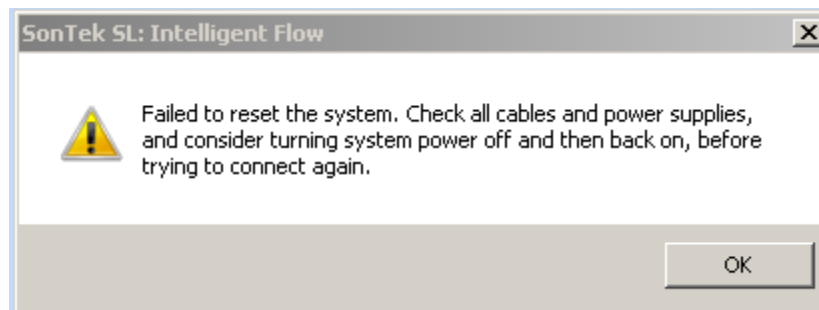 SonTek SL: Intelligent Flow
Failed to reset the system. Check all cables and power supplies,
and consider turning system power off and then back on, before
trying to connect again.
OK